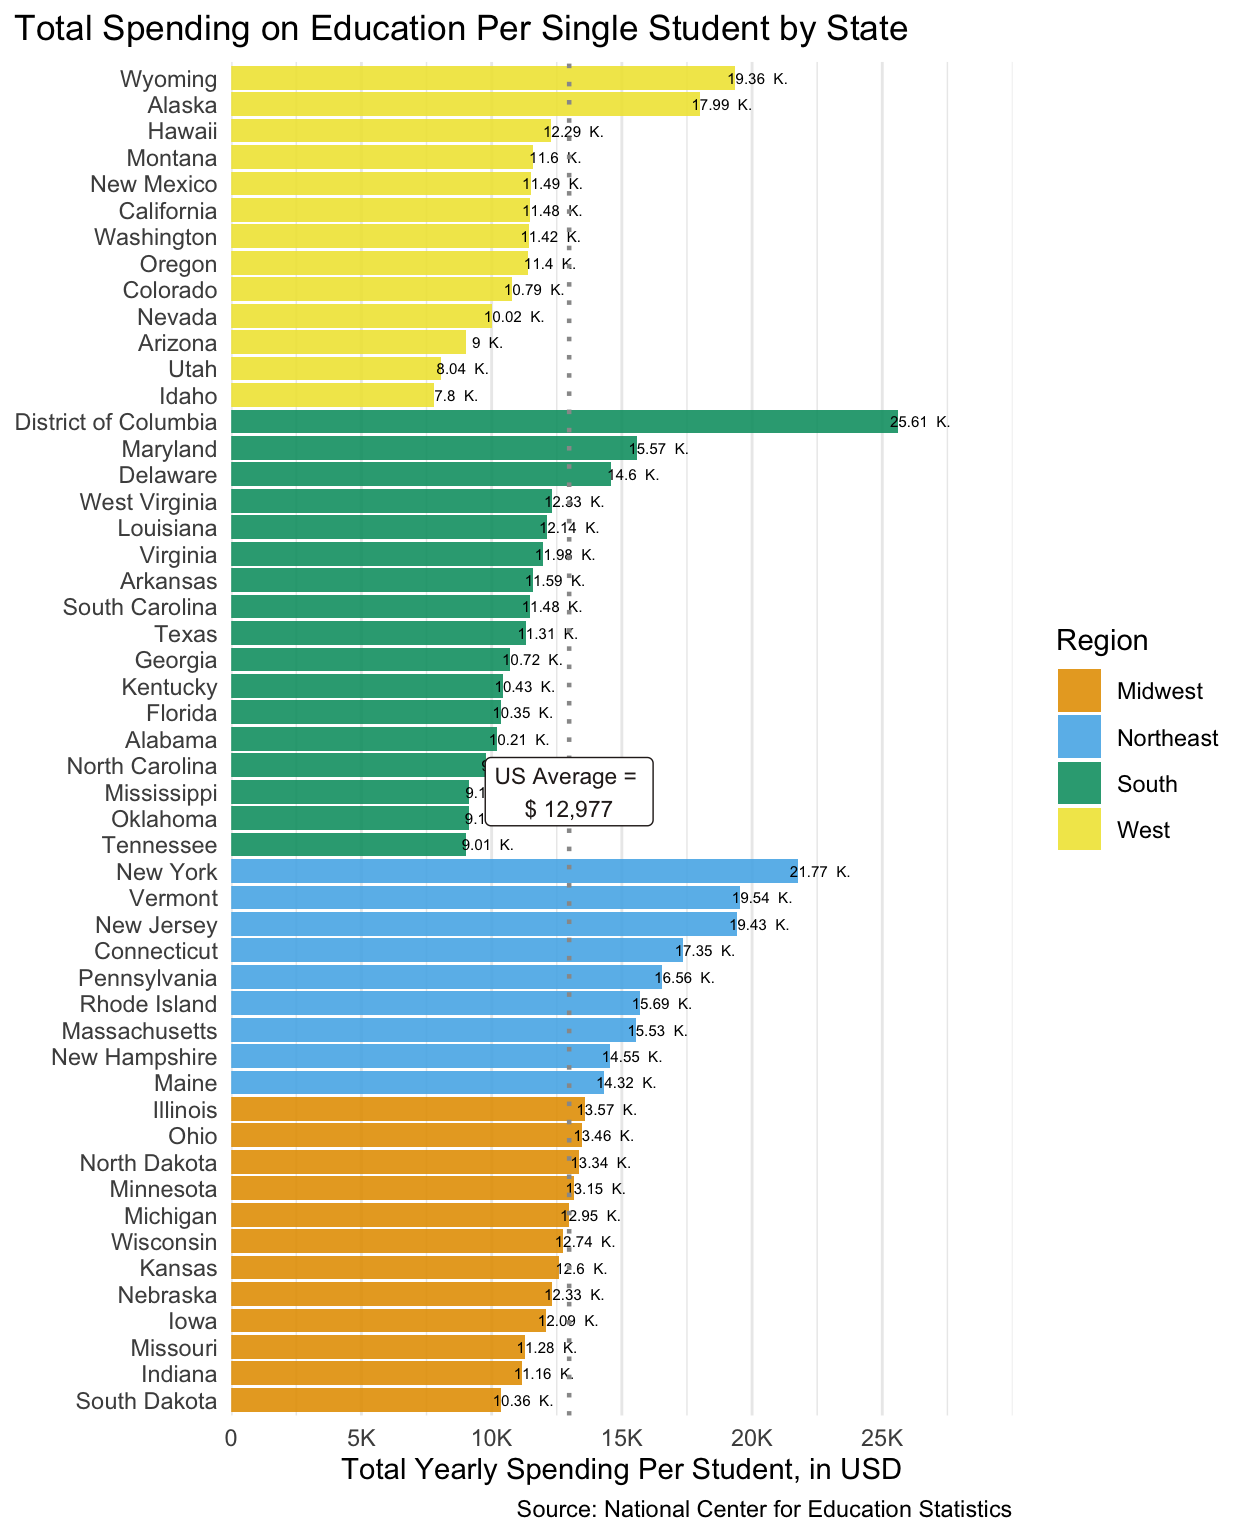 Total Spending on Education Per Single Student by State
Wyoming 19.36 K.
Alaska 17.99 K.
Hawaii 12.29 K.
Montana 11.6 K.
New Mexico 11.49 K.
California 11.48 K.
Washington 11.42 K.
Oregon 11.4 K.
Colorado 10.79 K.
Nevada 10.02 K.
Arizona 9 K.
Utah 8.04 K.
Idaho 7.8 K.
District of Columbia 25.61 K.
Maryland 15.57 K.
Delaware 14.6 K.
West Virginia 12.33 K.
Louisiana 12.14 K.
Virginia 11.98 K.
Arkansas 11.59 K.
South Carolina 11.48 K.
Texas 11.31 K.
Georgia 10.72 K.
Kentucky 10.43 K.
Florida 10.35 K.
Alabama 10.21 K.
North Carolina
Mississippi
Oklahoma
Tennessee 9.01 K.
US Average =
$ 12,977
New York 21.77 K.
Vermont 19.54 K.
New Jersey 19.43 K.
Connecticut 17.35 K.
Pennsylvania 16.56 K.
Rhode Island 15.69 K.
Massachusetts 15.53 K.
New Hampshire 14.55 K.
Maine 14.32 K.
Illinois 13.57 K.
Ohio 13.46 K.
North Dakota 13.34 K.
Minnesota 13.15 K.
Michigan 12.95 K.
Wisconsin 12.74 K.
Kansas 12.6 K.
Nebraska 12.33 K.
Iowa 12.09 K.
Missouri 11.28 K.
Indiana 11.16 K.
South Dakota 10.36 K.
0 5K 10K 15K 20K 25K
Total Yearly Spending Per Student, in USD
Source: National Center for Education Statistics
Region
Midwest
Northeast
South
West